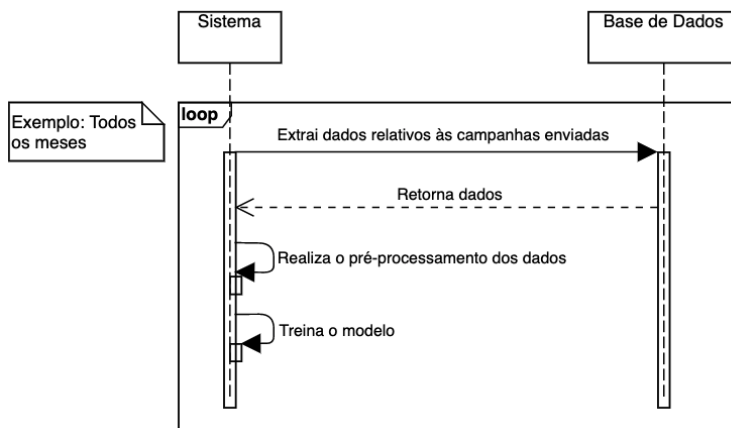 Sistema
Base de Dados
Exemplo: Todos
os meses
loop
Extrai dados relativos às campanhas enviadas
Retorna dados
Realiza o pré-processamento dos dados
Treina o modelo